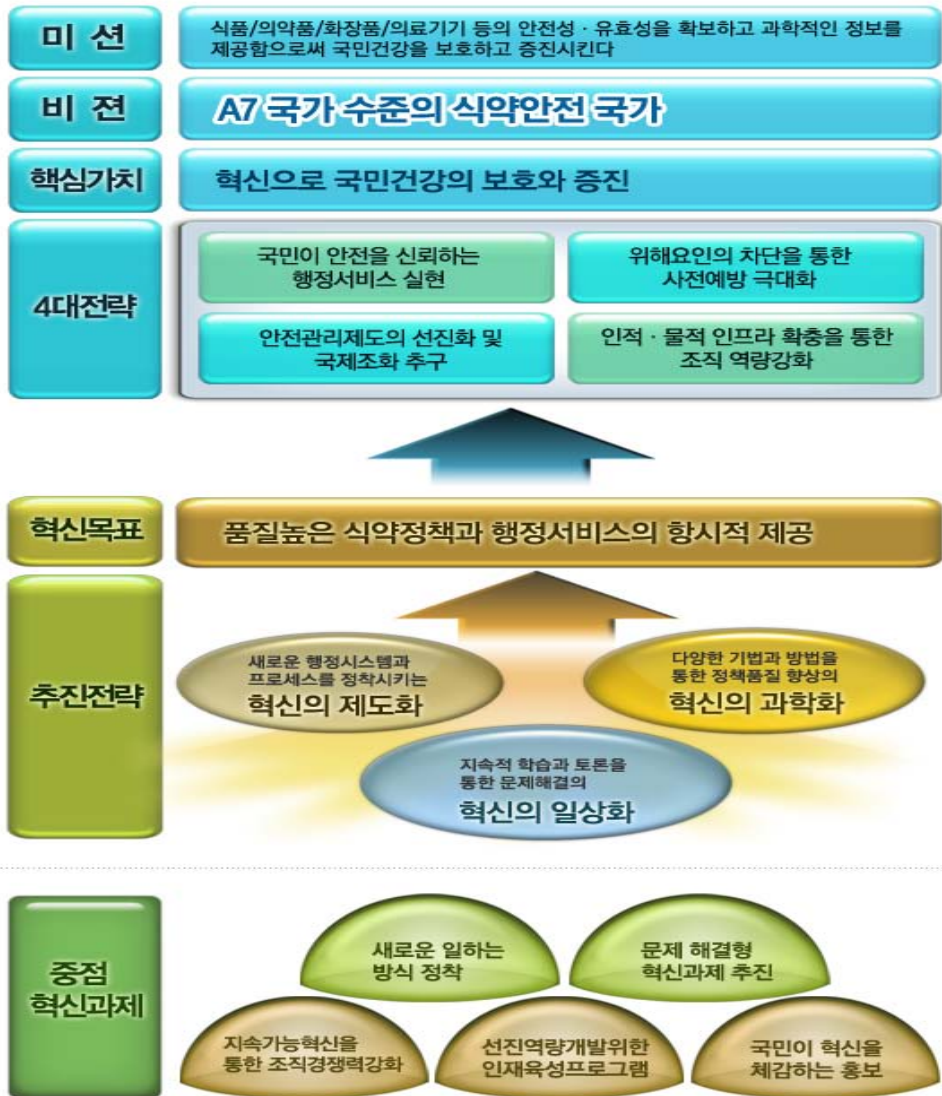 미 션
식품/의약품/화장품/의료기기 등의 안전성 · 유효성을 확보하고 과학적인 정보를
제공함으로써 국민건강을 보호하고 증진시킨다
비 젼
A7 국가 수준의 식약안전 국가
핵심가치
혁신으로 국민건강의 보호와 증진
4대전략
국민이 안전을 신뢰하는
행정서비스 실현
위해요인의 차단을 통한
사전예방 극대화
안전관리제도의 선진화 및
국제조화 추구
인적 · 물적 인프라 확충을 통한
조직 역량강화
혁신목표
품질높은 식약정책과 행정서비스의 항시적 제공
추진전략
새로운 행정시스템과
프로세스를 정착시키는
혁신의 제도화
다양한 기법과 방법을
통한 정책품질 향상의
혁신의 과학화
지속적 학습과 토론을
통한 문제해결의
혁신의 일상화
중점
혁신과제
새로운 일하는
방식 정착
문제 해결형
혁신과제 추진
지속가능혁신을
통한 조직경쟁력강화
선진역량개발위한
인재육성프로그램
국민이 혁신을
체감하는 홍보